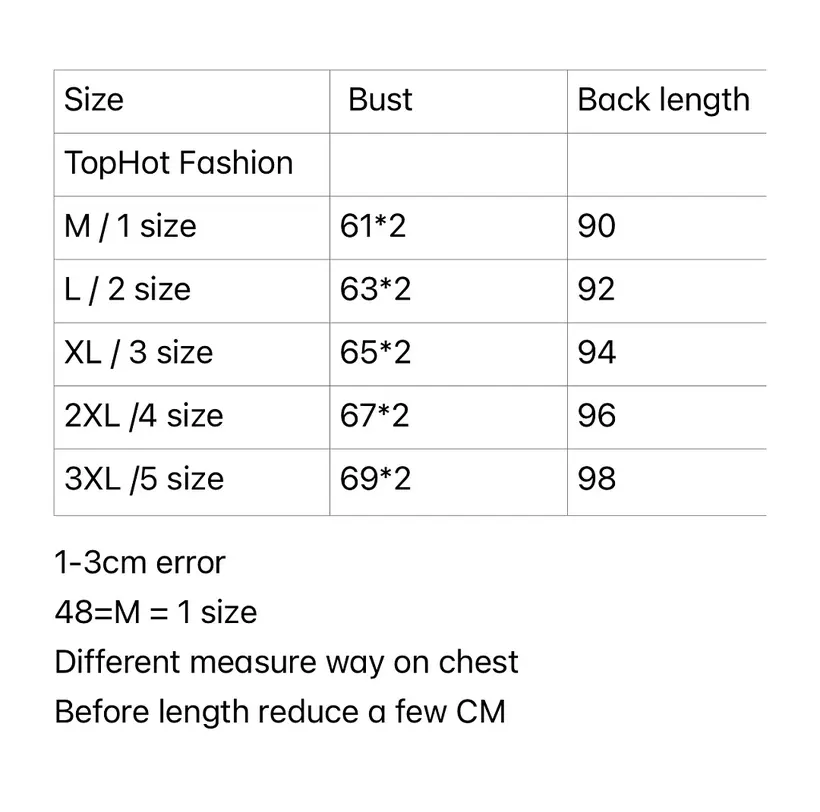 Size Bust Back length
TopHot Fashion
M / 1 size 61*2 90
L / 2 size 63*2 92
XL / 3 size 65*2 94
2XL /4 size 67*2 96
3XL /5 size 69*2 98
1-3cm error
48=M = 1 size
Different measure way on chest
Before length reduce a few CM